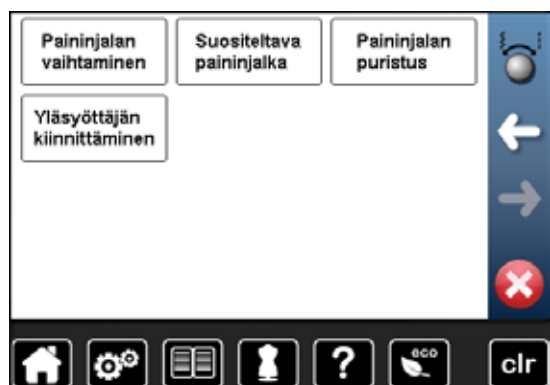 Paininjalan
vaihtaminen
Suositeltava
paininjalka
Paininjalan
puristus
Yläsyöttäjän
kiinnittäminen
?
eco
clr